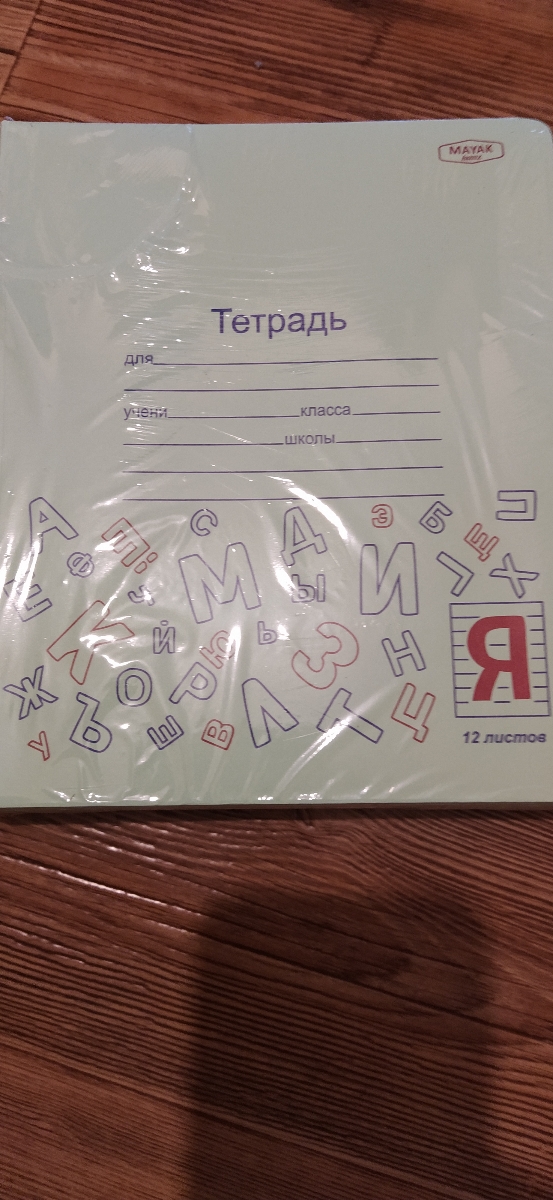 MAYAK
Тетрадь
для
учени класса
школы
А Ё С Д З Б П
Ф Ы И Г Щ Х
М
К Й Ю Ь З Н Я
Ж О Р
У Ъ Е В Л Т Ц
12 листов